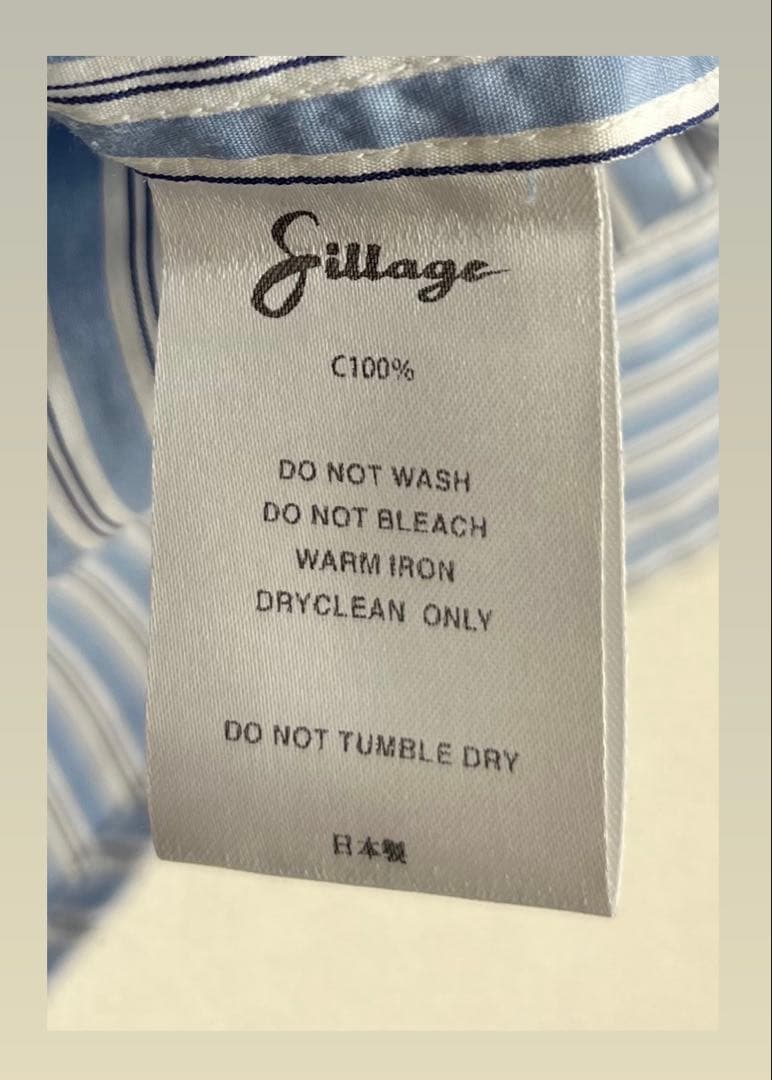 Sillage
C100%
DO NOT WASH
DO NOT BLEACH
WARM IRON
DRYCLEAN ONLY
DO NOT TUMBLE DRY
日本製